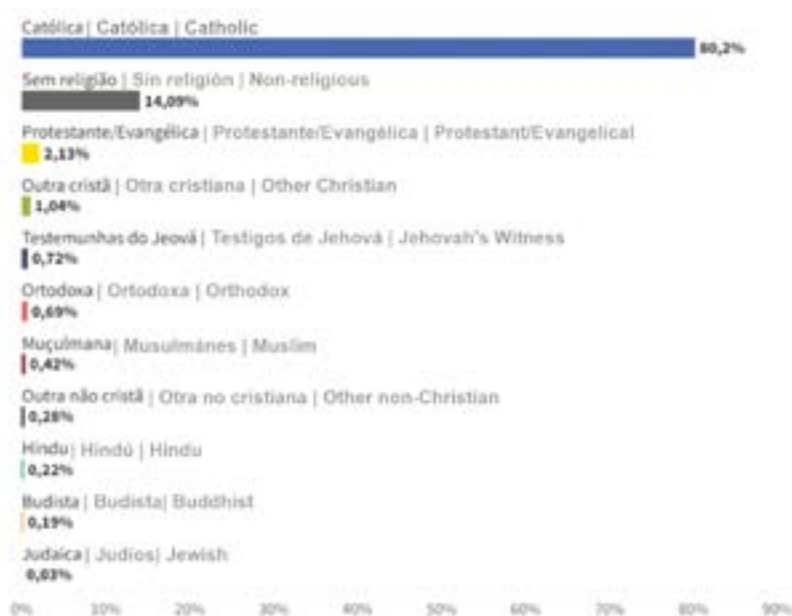 Católica | Católica | Catholic
80,2%
Sem religião | Sin religión | Non-religious
14,09%
Protestante/Evangélica | Protestante/Evangélica | Protestant/Evangelical
2,13%
Outra cristã | Otra cristiana | Other Christian
1,04%
Testemunhas do Jeová | Testigos de Jehová | Jehovah's Witness
0,72%
Ortodoxa | Ortodoxa | Orthodox
0,69%
Muçulmana| Musulmánes | Muslim
0,42%
Outra não cristã | Otra no cristiana | Other non-Christian
0,28%
Hindu| Hindú | Hindu
0,22%
Budista | Budista| Buddhist
0,19%
Judaica | Judíos| Jewish
0,03%
0% 10% 20% 30% 40% 50% 60% 70% 80% 90%